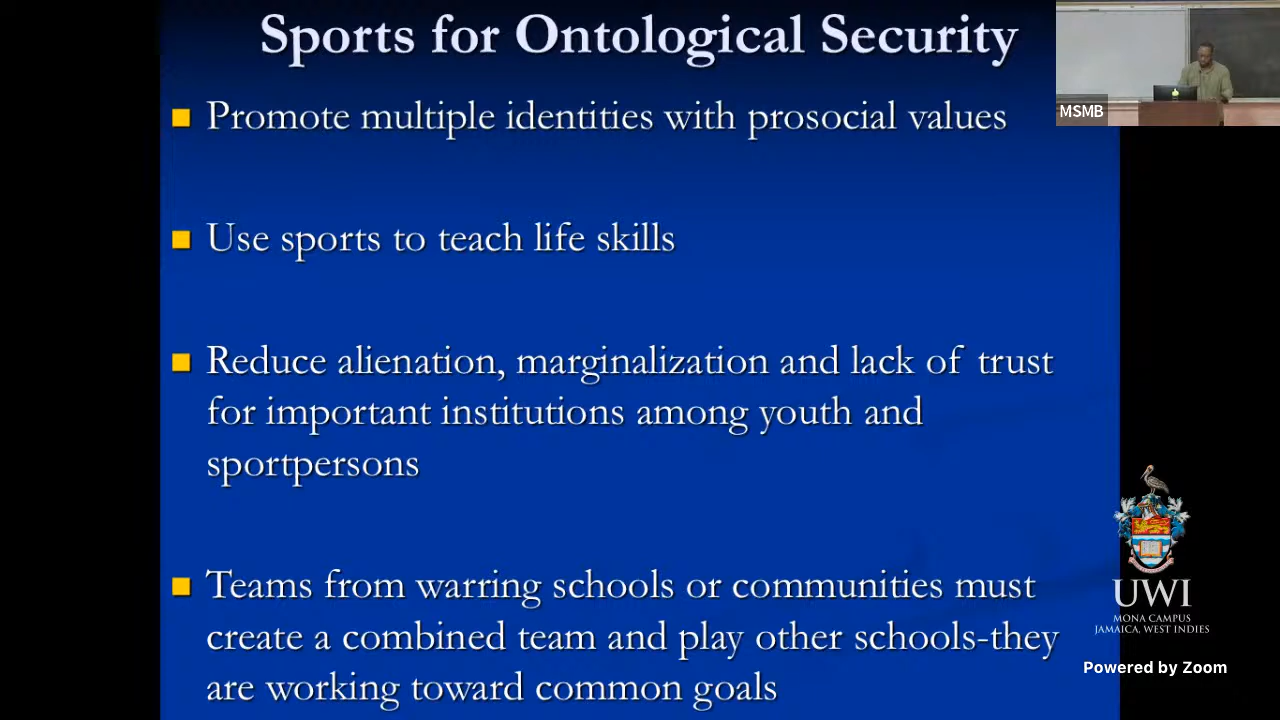 Sports for Ontological Security
Promote multiple identities with prosocial values
Use sports to teach life skills
Reduce alienation, marginalization and lack of trust
for important institutions among youth and
sportpersons
Teams from warring schools or communities must
create a combined team and play other schools-they
are working toward common goals
MSMB
UWI
MONA CAMPUS
JAMAICA, WEST INDIES
Powered by Zoom